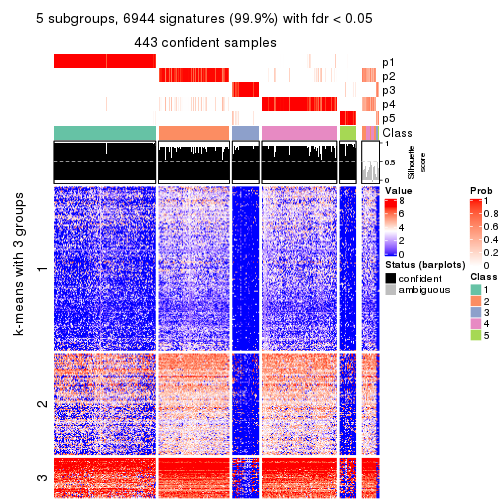 5 subgroups, 6944 signatures (99.9%) with fdr < 0.05
443 confident samples
p1
p2
p3
p4
p5
Class
1
0.5
0
Silhouette
score
k-means with 3 groups
1
2
3
Value
8
6
4
2
0
Status (barplots)
confident
ambiguous
Prob
1
0.8
0.6
0.4
0.2
0
Class
1
2
3
4
5